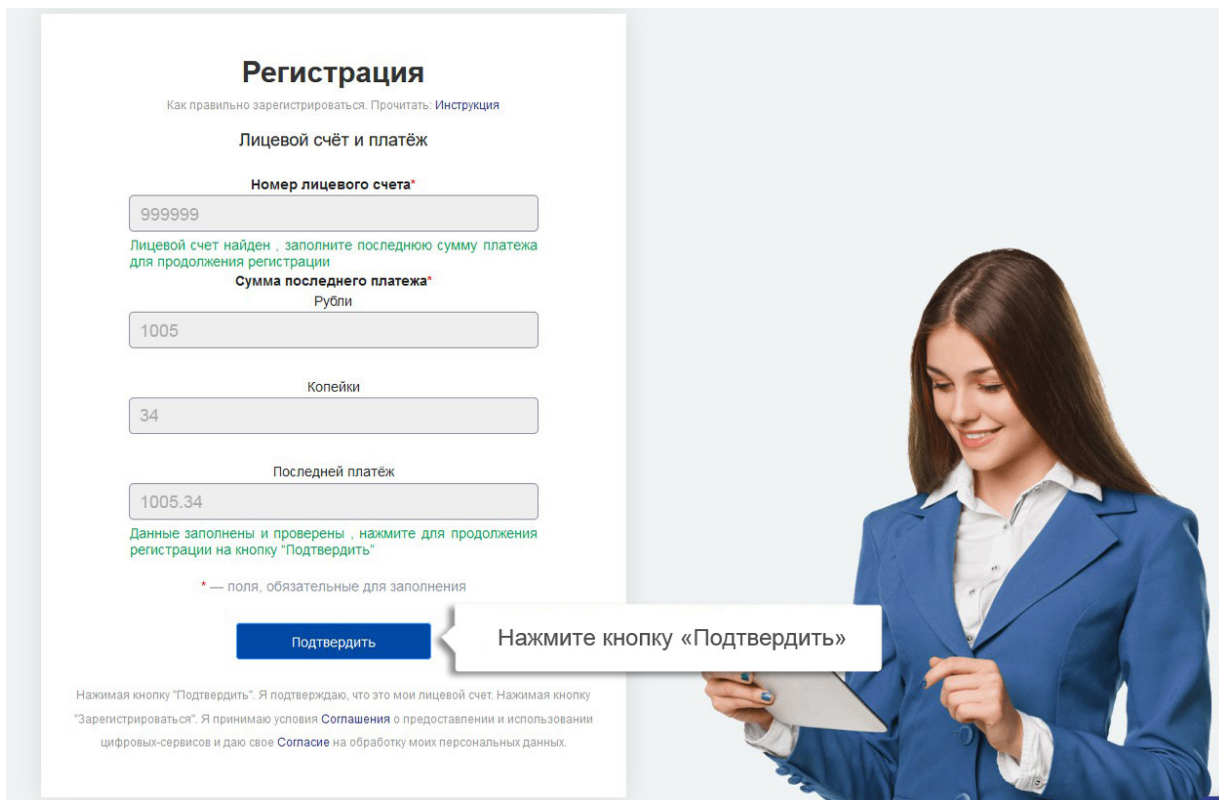 Регистрация
Как правильно зарегистрироваться. Прочитать: Инструкция
Лицевой счёт и платёж
Номер лицевого счета*
999999
Лицевой счет найден , заполните последнюю сумму платежа
для продолжения регистрации
Сумма последнего платежа*
Рубли
1005
Копейки
34
Последней платёж
1005.34
Данные заполнены и проверены , нажмите для продолжения
регистрации на кнопку "Подтвердить"
* — поля, обязательные для заполнения
Подтвердить
Нажмите кнопку «Подтвердить»
Нажимая кнопку "Подтвердить". Я подтверждаю, что это мои лицевой счет. Нажимая кнопку
"Зарегистрироваться". Я принимаю условия Соглашения о предоставлении и использовании
цифровых-сервисов и даю свое Согласие на обработку моих персональных данных.